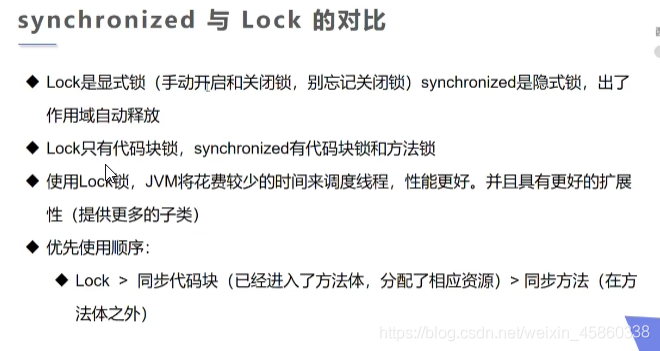 synchronized 与 Lock 的对比
◆ Lock是显式锁（手动开启和关闭锁，别忘记关闭锁）synchronized是隐式锁，出了
作用域自动释放
◆ Lock只有代码块锁，synchronized有代码块锁和方法锁
◆ 使用Lock锁，JVM将花费较少的时间来调度线程，性能更好。并且具有更好的扩展
性（提供更多的子类）
◆ 优先使用顺序：
◆ Lock > 同步代码块（已经进入了方法体，分配了相应资源）> 同步方法（在方
法体之外）
https://blog.csdn.net/weixin_45860338